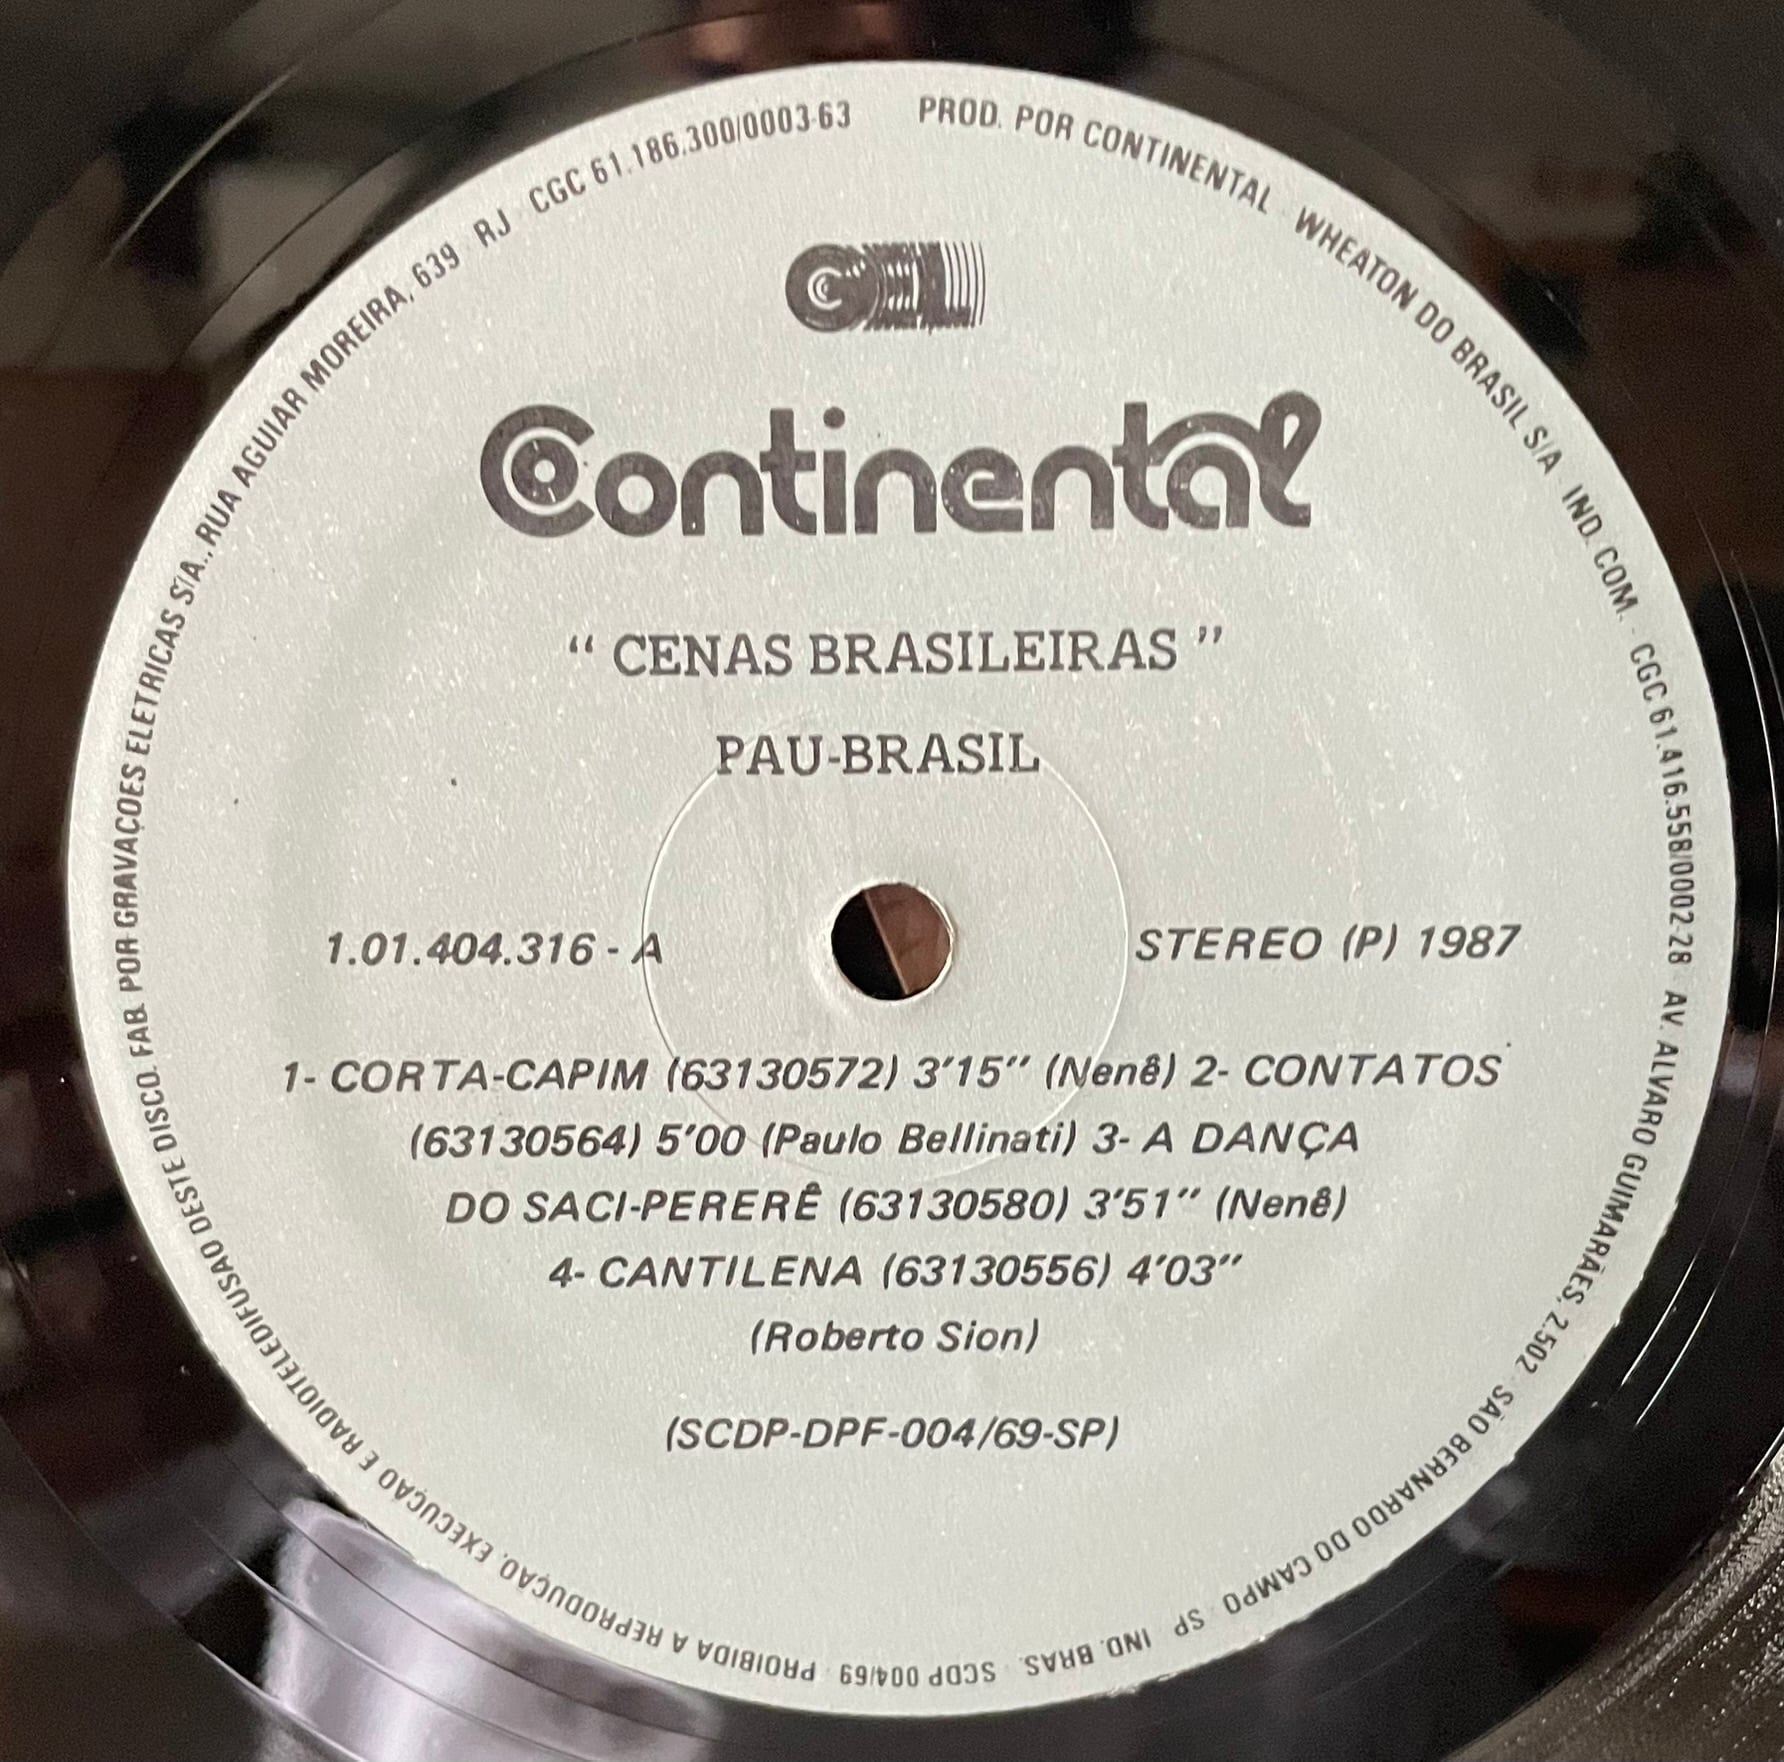 PROD. POR CONTINENTAL WHEATON DO BRASIL S/A IND. COM. - CGC 61.416.558/0002-28 AV. ALVARO GUIMARÃES, 2.502 SÃO BERNARDO DO CAMPO SP IND. BRAS. SCDP 004/69 PROIBIDA A REPRODUÇAO, EXECUÇAO E RADIOTELEDIFUSAO DESTE DISCO. FAB. POR GRAVAÇOES ELETRICAS S/A., RUA AGUIAR MOREIRA, 639 RJ CGC 61.186.300/0003-63
Continental
“ CENAS BRASILEIRAS ”
PAU-BRASIL
1.01.404.316 - A
STEREO (P) 1987
1- CORTA-CAPIM (63130572) 3’15’’ (Nenê) 2- CONTATOS
(63130564) 5’00 (Paulo Bellinati) 3- A DANÇA
DO SACI-PERERÊ (63130580) 3’51’’ (Nenê)
4- CANTILENA (63130556) 4’03’’
(Roberto Sion)
(SCDP-DPF-004/69-SP)